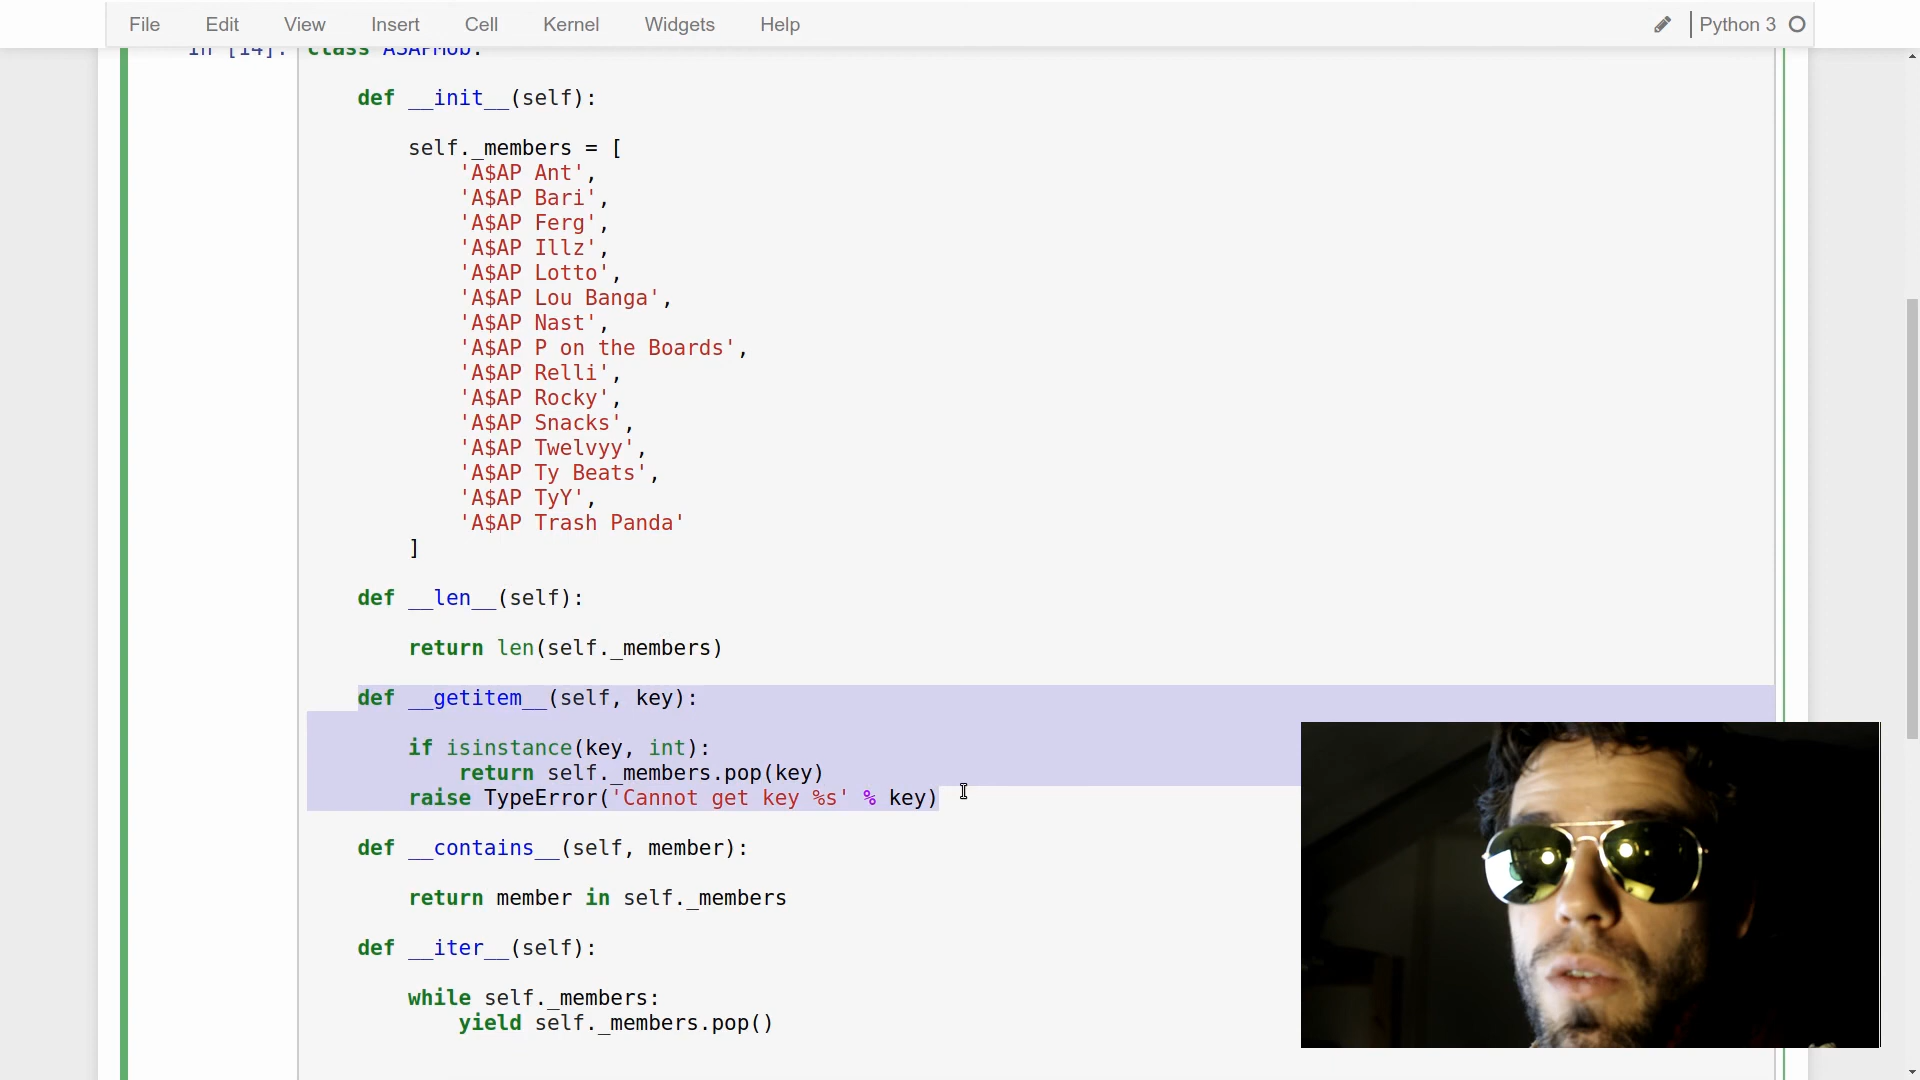 File Edit View Insert Cell Kernel Widgets Help Python 3
In [14]: class ASAPMob:
def __init__(self):
self._members = [
'A$AP Ant',
'A$AP Bari',
'A$AP Ferg',
'A$AP Illz',
'A$AP Lotto',
'A$AP Lou Banga',
'A$AP Nast',
'A$AP P on the Boards',
'A$AP Relli',
'A$AP Rocky',
'A$AP Snacks',
'A$AP Twelvyy',
'A$AP Ty Beats',
'A$AP TyY',
'A$AP Trash Panda'
]
def __len__(self):
return len(self._members)
def __getitem__(self, key):
if isinstance(key, int):
return self._members.pop(key)
raise TypeError('Cannot get key %s' % key)
def __contains__(self, member):
return member in self._members
def __iter__(self):
while self._members:
yield self._members.pop()